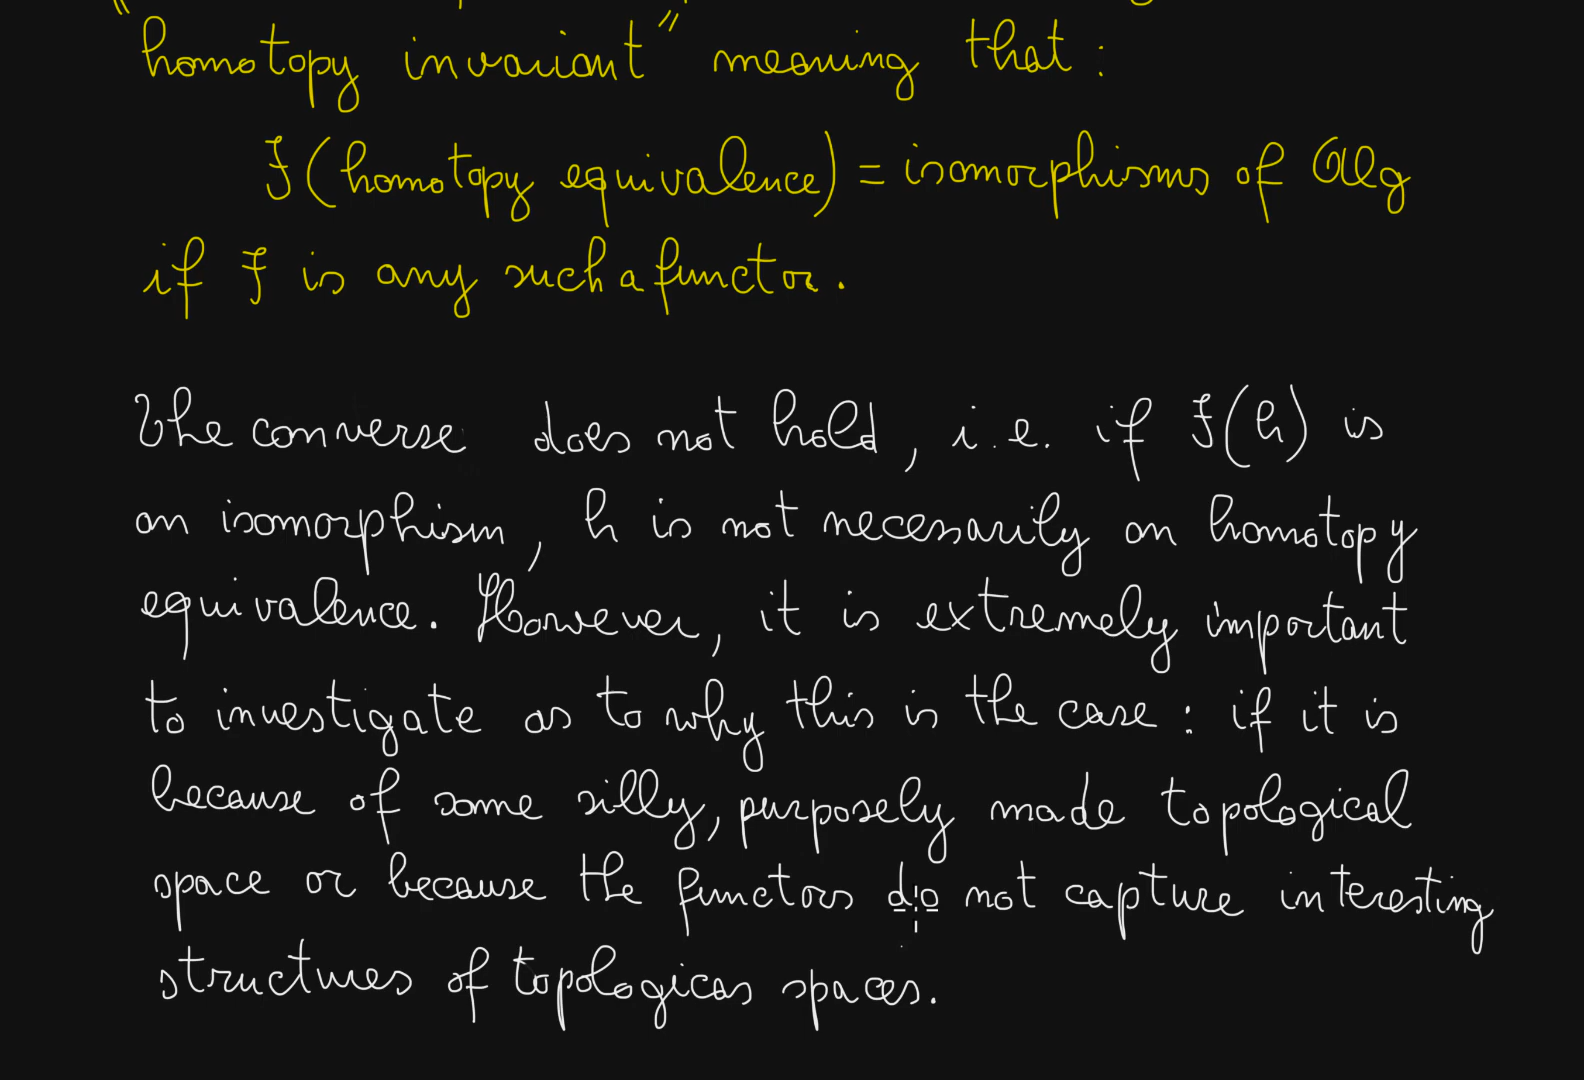 "homotopy invariant" meaning that:
F(homotopy equivalence) = isomorphisms of Alg
if F is any such a functor.
The converse does not hold, i.e. if F(h) is
an isomorphism, h is not necessarily an homotopy
equivalence. However, it is extremely important
to investigate as to why this is the case: if it is
because of some silly, purposely made topological
space or because the functors do not capture interesting
structures of topologicas spaces.